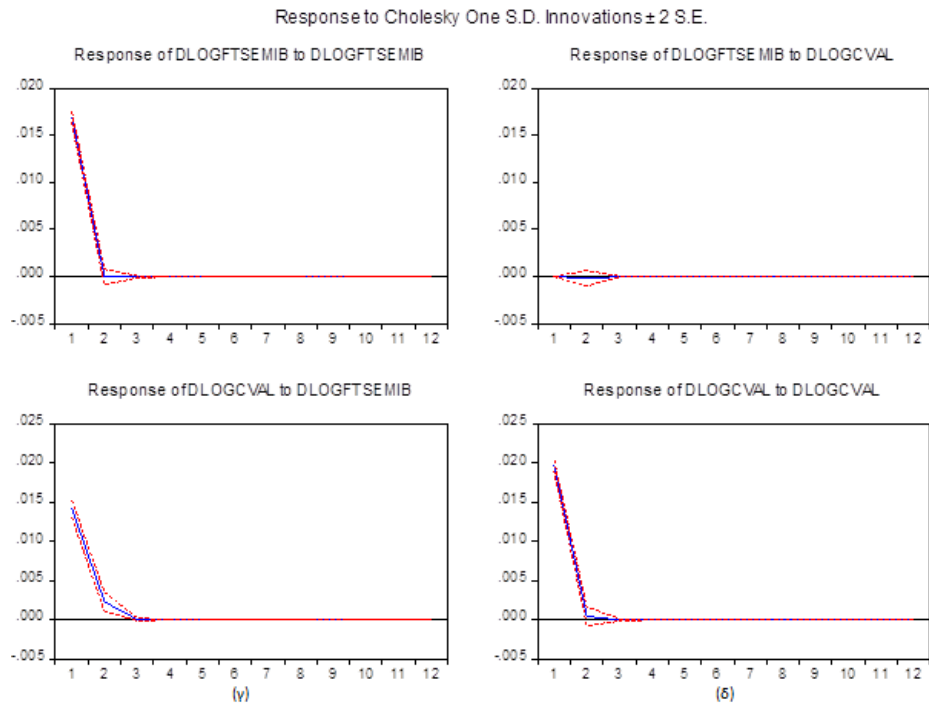 Response to Cholesky One S.D. Innovations ± 2 S.E.
Response of DLOGFTSEMIB to DLOGFTSEMIB
.020
.015
.010
.005
.000
-.005
1 2 3 4 5 6 7 8 9 10 11 12
Response of DLOGFTSEMIB to DLOGCVAL
.020
.015
.010
.005
.000
-.005
1 2 3 4 5 6 7 8 9 10 11 12
Response of DLOGCVAL to DLOGFTSEMIB
.025
.020
.015
.010
.005
.000
-.005
1 2 3 4 5 6 7 8 9 10 11 12
(γ)
Response of DLOGCVAL to DLOGCVAL
.025
.020
.015
.010
.005
.000
-.005
1 2 3 4 5 6 7 8 9 10 11 12
(δ)